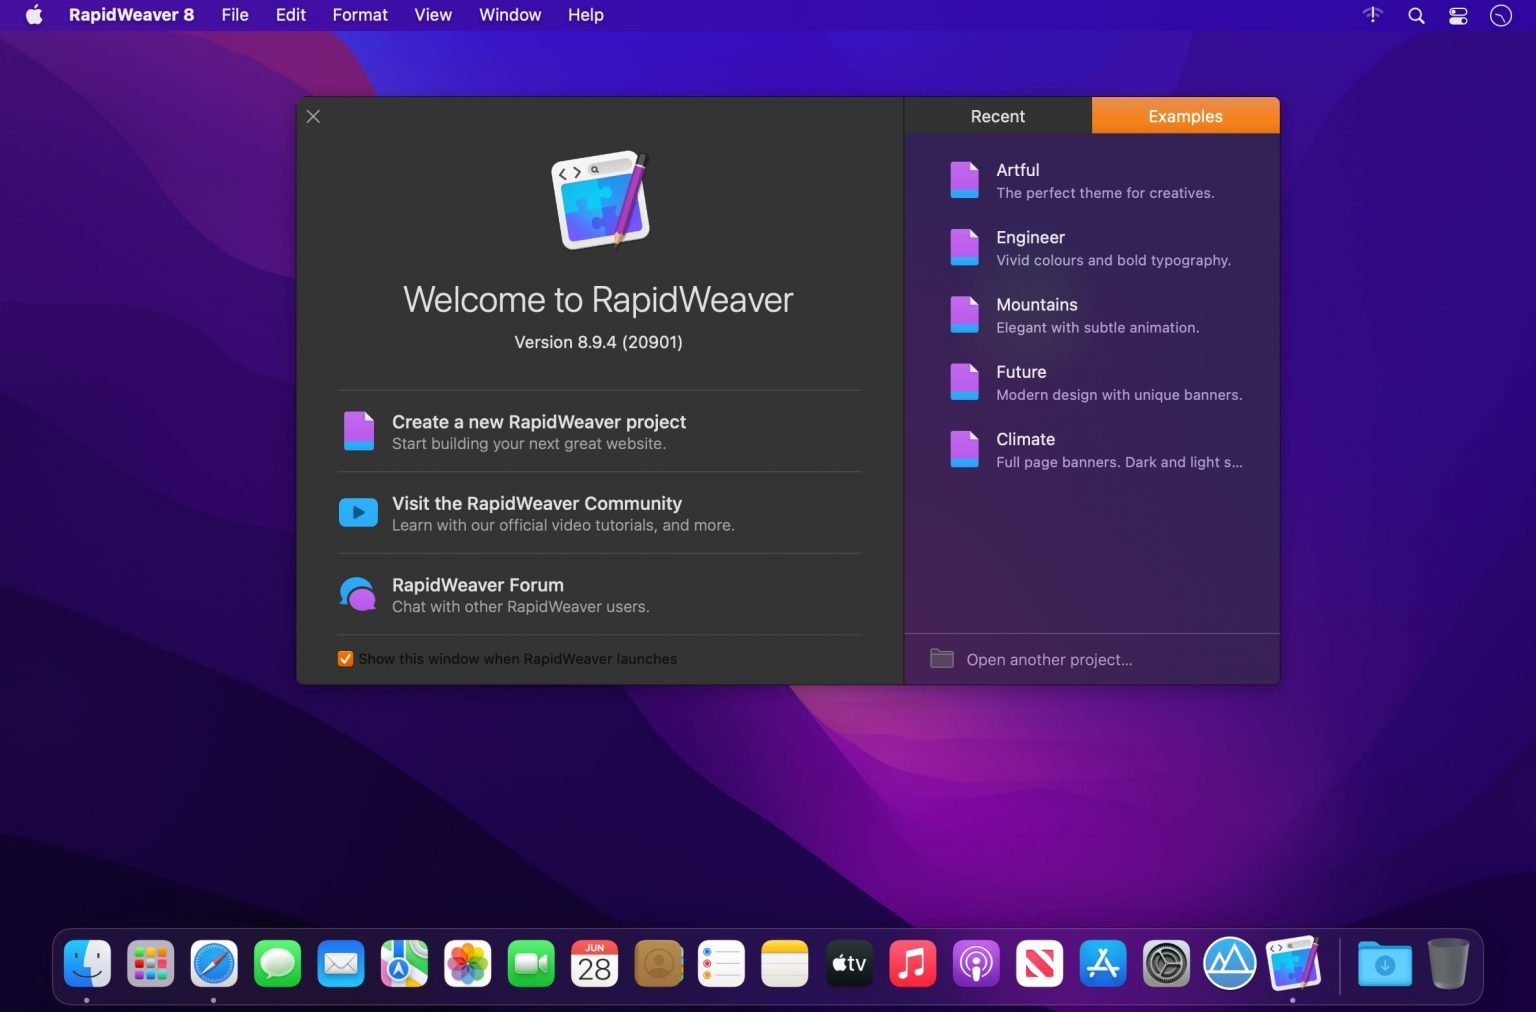 RapidWeaver 8 File Edit Format View Window Help
Recent Examples
Welcome to RapidWeaver
Version 8.9.4 (20901)
Create a new RapidWeaver project
Start building your next great website.
Visit the RapidWeaver Community
Learn with our official video tutorials, and more.
RapidWeaver Forum
Chat with other RapidWeaver users.
Show this window when RapidWeaver launches
Artful
The perfect theme for creatives.
Engineer
Vivid colours and bold typography.
Mountains
Elegant with subtle animation.
Future
Modern design with unique banners.
Climate
Full page banners. Dark and light s...
Open another project...
JUN
28
tv